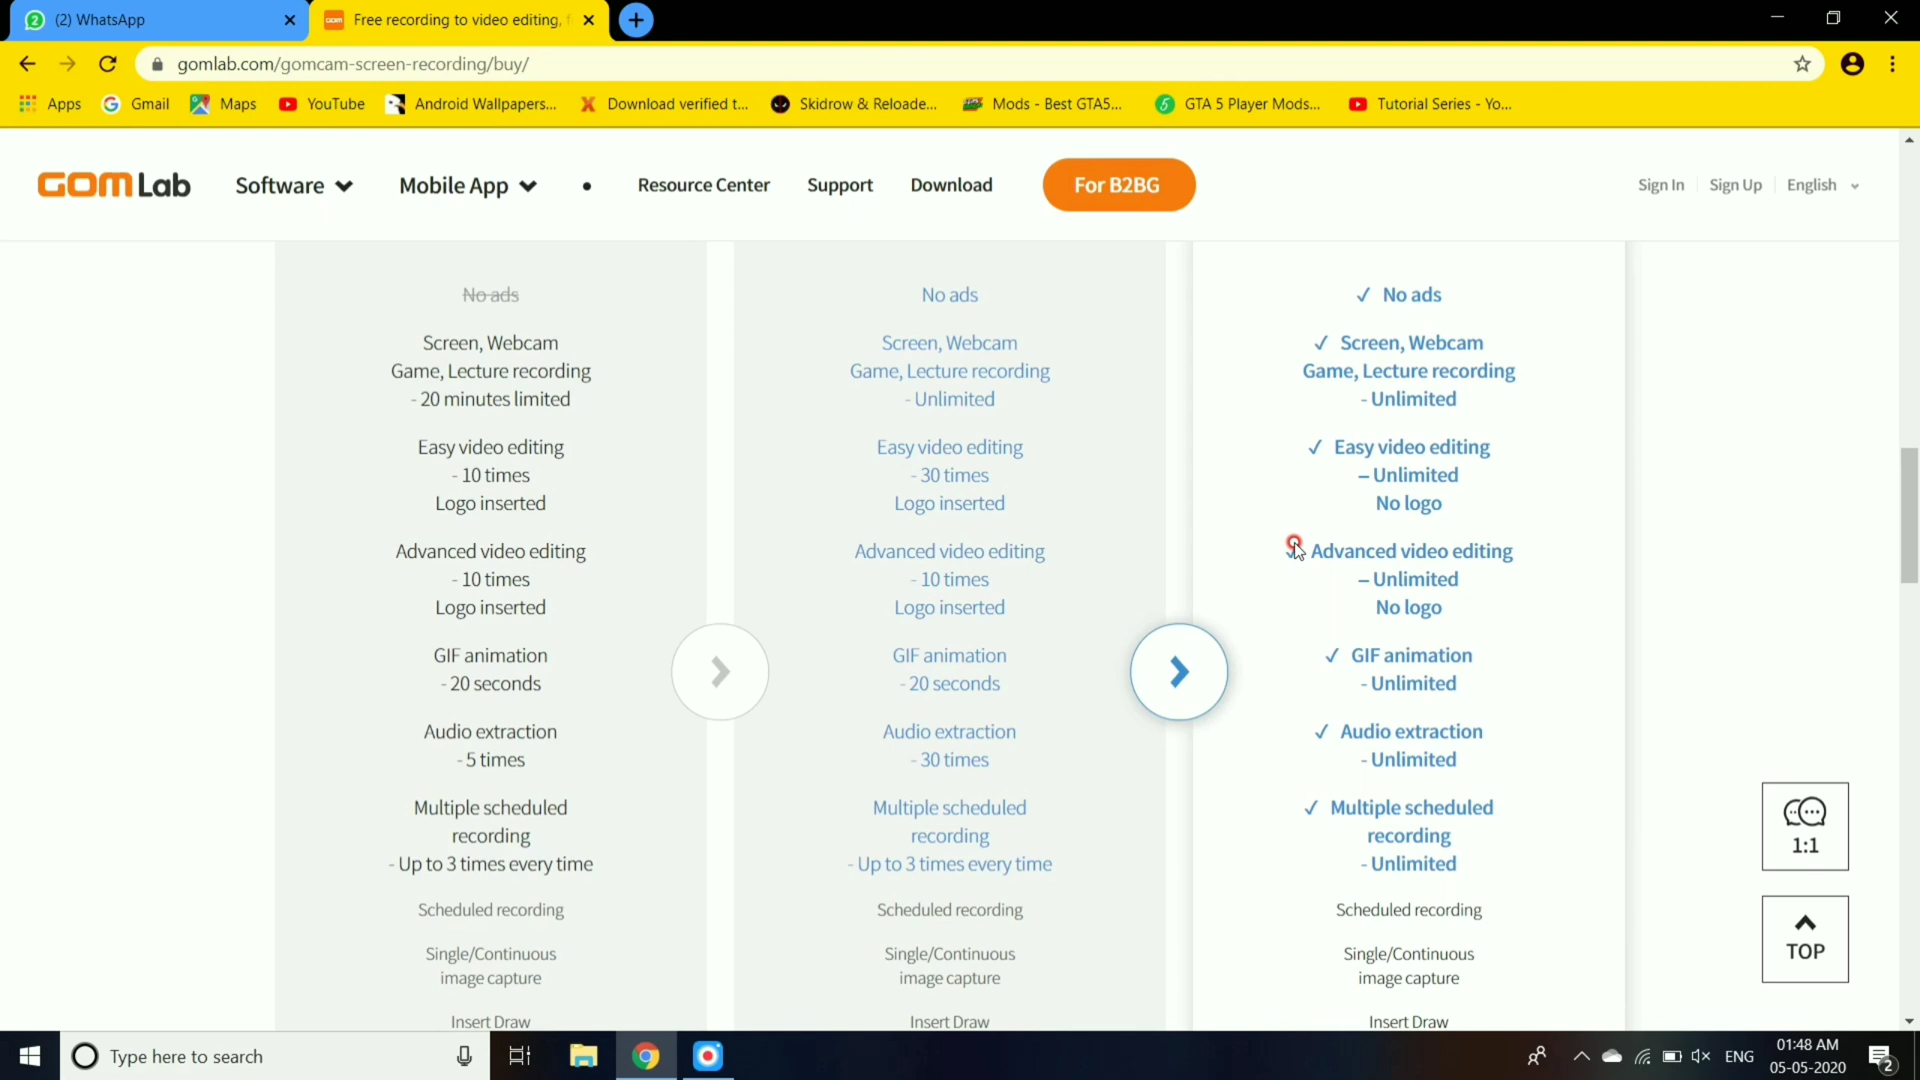 (2) WhatsApp
Free recording to video editing, f
gomlab.com/gomcam-screen-recording/buy/
Apps
Gmail
Maps
YouTube
Android Wallpapers...
Download verified t...
Skidrow & Reloade...
Mods - Best GTA5...
GTA 5 Player Mods...
Tutorial Series - Yo...
GOM Lab
Software
Mobile App
Resource Center
Support
Download
For B2BG
Sign In
Sign Up
English
No ads
Screen, Webcam
Game, Lecture recording
- 20 minutes limited
Easy video editing
- 10 times
Logo inserted
Advanced video editing
- 10 times
Logo inserted
GIF animation
- 20 seconds
Audio extraction
- 5 times
Multiple scheduled
recording
- Up to 3 times every time
Scheduled recording
Single/Continuous
image capture
Insert Draw
No ads
Screen, Webcam
Game, Lecture recording
- Unlimited
Easy video editing
- 30 times
Logo inserted
Advanced video editing
- 10 times
Logo inserted
GIF animation
- 20 seconds
Audio extraction
- 30 times
Multiple scheduled
recording
- Up to 3 times every time
Scheduled recording
Single/Continuous
image capture
Insert Draw
✓ No ads
✓ Screen, Webcam
Game, Lecture recording
- Unlimited
✓ Easy video editing
– Unlimited
No logo
✓ Advanced video editing
– Unlimited
No logo
✓ GIF animation
- Unlimited
✓ Audio extraction
- Unlimited
✓ Multiple scheduled
recording
- Unlimited
Scheduled recording
Single/Continuous
image capture
Insert Draw
1:1
TOP
Type here to search
ENG
01:48 AM
05-05-2020
2